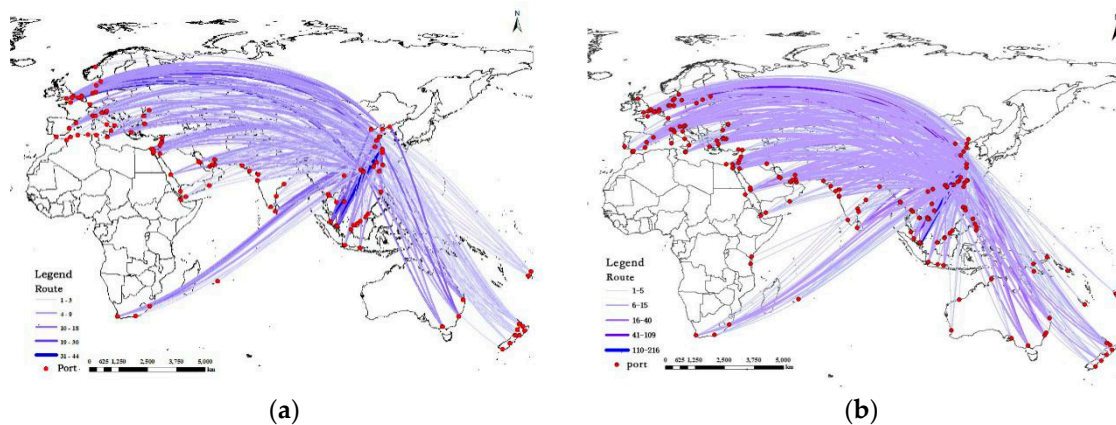 N
Legend
Route
1 - 3
4 - 9
10 - 18
19 - 30
31 - 44
Port
0 625 1,250 2,500 3,750 5,000
km
(a)
N
Legend
Route
1-5
6-15
16-40
41-109
110-216
port
0 625 1,250 2,500 3,750 5,000
km
(b)